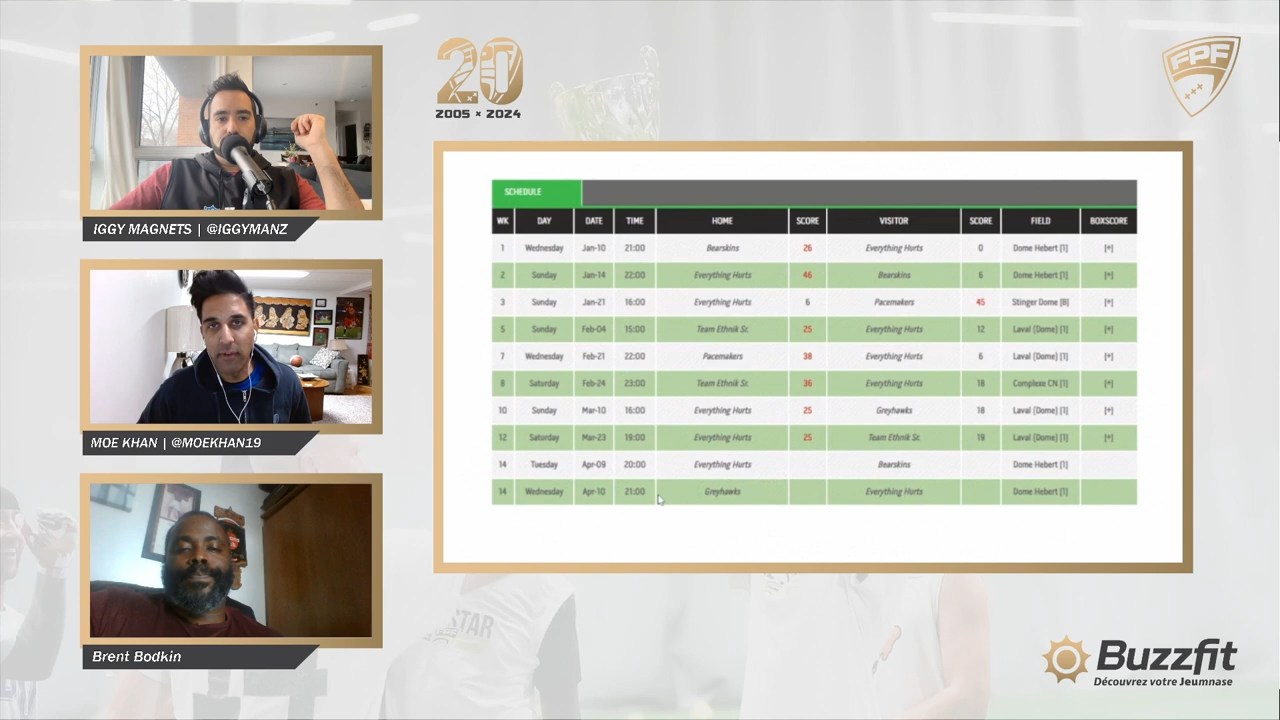 IGGY MAGNETS | @IGGYMANZ
MOE KHAN | @MOEKHAN19
Brent Bodkin
20
2005 × 2024
FPF
SCHEDULE
WK DAY DATE TIME HOME SCORE VISITOR SCORE FIELD BOXSCORE
1 Wednesday Jan-10 21:00 Bearskins 26 Everything Hurts 0 Dome Hebert [1] [+]
2 Sunday Jan-14 22:00 Everything Hurts 46 Bearskins 6 Dome Hebert [1] [+]
3 Sunday Jan-21 16:00 Everything Hurts 6 Pacemakers 45 Stinger Dome [B] [+]
5 Sunday Feb-04 15:00 Team Ethnik Sr. 25 Everything Hurts 12 Laval (Dome) [1] [+]
7 Wednesday Feb-21 22:00 Pacemakers 38 Everything Hurts 6 Laval (Dome) [1] [+]
8 Saturday Feb-24 23:00 Team Ethnik Sr. 36 Everything Hurts 18 Complexe CN [1] [+]
10 Sunday Mar-10 16:00 Everything Hurts 25 Greyhawks 18 Laval (Dome) [1] [+]
12 Saturday Mar-23 19:00 Everything Hurts 25 Team Ethnik Sr. 19 Laval (Dome) [1] [+]
14 Tuesday Apr-09 20:00 Everything Hurts Bearskins Dome Hebert [1]
14 Wednesday Apr-10 21:00 Greyhawks Everything Hurts Dome Hebert [1]
STAR
Buzzfit
Découvrez votre Jeumnase